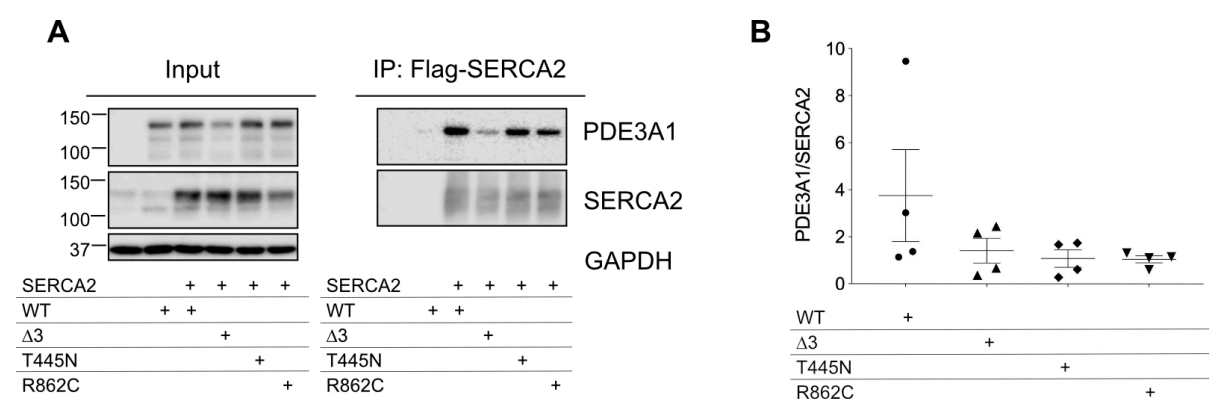 A
Input
IP: Flag-SERCA2
150
100
PDE3A1
150
100
SERCA2
37
GAPDH
SERCA2 + + + +
WT + +
Δ3 +
T445N +
R862C +
SERCA2 + + + +
WT + +
Δ3 +
T445N +
R862C +
B
PDE3A1/SERCA2
10
8
6
4
2
0
WT +
Δ3 +
T445N +
R862C +